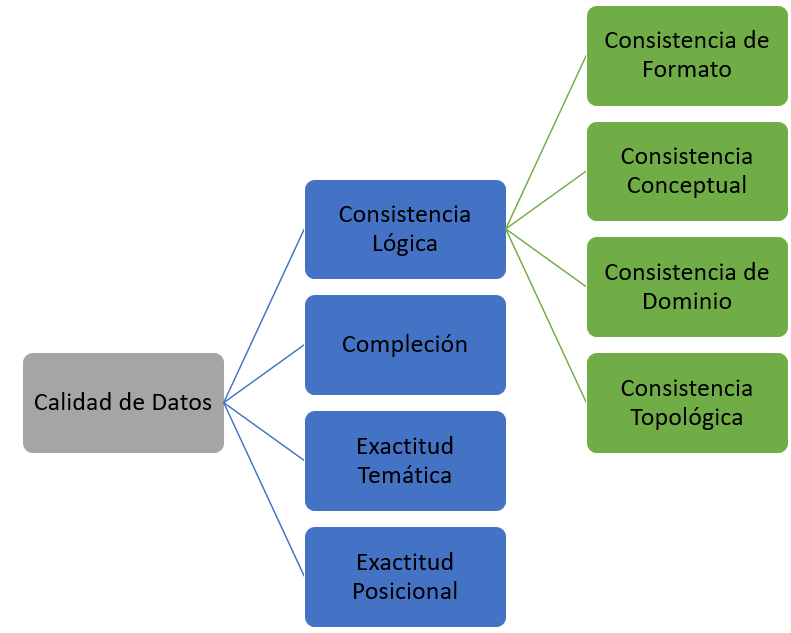 Calidad de Datos
Consistencia
Lógica
Compleción
Exactitud
Temática
Exactitud
Posicional
Consistencia de
Formato
Consistencia
Conceptual
Consistencia de
Dominio
Consistencia
Topológica